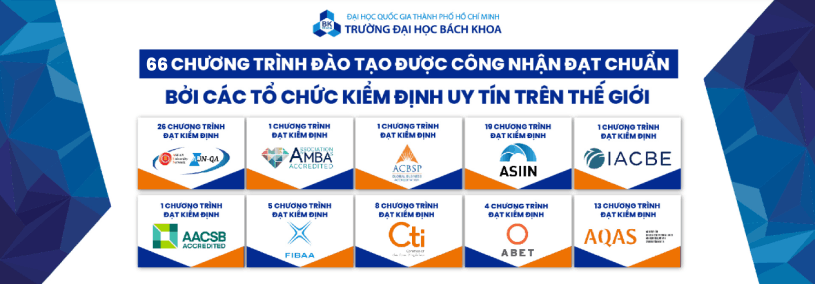 ĐẠI HỌC QUỐC GIA THÀNH PHỐ HỒ CHÍ MINH
BK
TRƯỜNG ĐẠI HỌC BÁCH KHOA
66 CHƯƠNG TRÌNH ĐÀO TẠO ĐƯỢC CÔNG NHẬN ĐẠT CHUẨN
BỞI CÁC TỔ CHỨC KIỂM ĐỊNH UY TÍN TRÊN THẾ GIỚI
26 CHƯƠNG TRÌNH
ĐẠT KIỂM ĐỊNH
1 CHƯƠNG TRÌNH
ĐẠT KIỂM ĐỊNH
ASSOCIATION
AMBA
ACCREDITED
1 CHƯƠNG TRÌNH
ĐẠT KIỂM ĐỊNH
ACBSP
GLOBAL BUSINESS
ACCREDITATION
19 CHƯƠNG TRÌNH
ĐẠT KIỂM ĐỊNH
ASIIN
1 CHƯƠNG TRÌNH
ĐẠT KIỂM ĐỊNH
IACBE
1 CHƯƠNG TRÌNH
ĐẠT KIỂM ĐỊNH
AACSB
ACCREDITED
5 CHƯƠNG TRÌNH
ĐẠT KIỂM ĐỊNH
FIBAA
8 CHƯƠNG TRÌNH
ĐẠT KIỂM ĐỊNH
Cti
4 CHƯƠNG TRÌNH
ĐẠT KIỂM ĐỊNH
ABET
13 CHƯƠNG TRÌNH
ĐẠT KIỂM ĐỊNH
AQAS